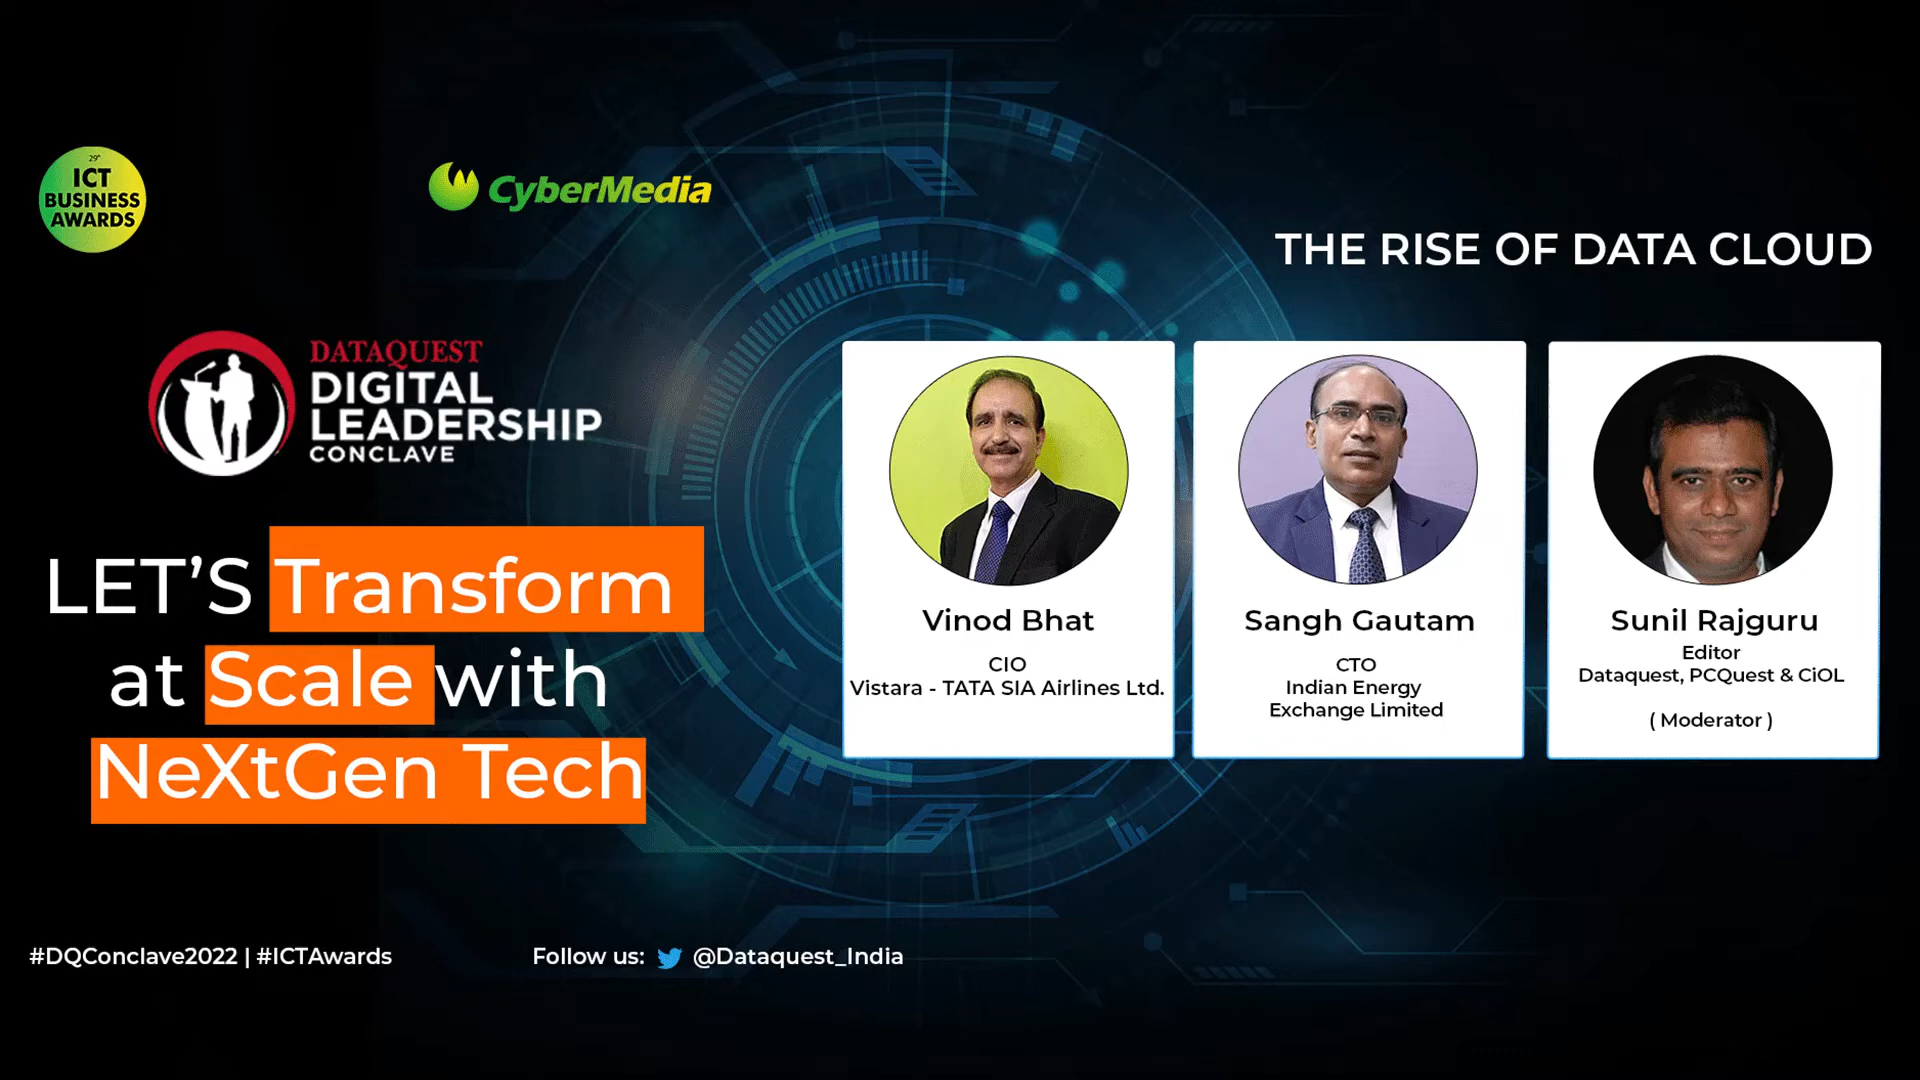 29th
ICT
BUSINESS
AWARDS
CyberMedia
DATAQUEST
DIGITAL
LEADERSHIP
CONCLAVE
LET'S Transform
at Scale with
NeXtGen Tech
THE RISE OF DATA CLOUD
Vinod Bhat
CIO
Vistara - TATA SIA Airlines Ltd.
Sangh Gautam
CTO
Indian Energy
Exchange Limited
Sunil Rajguru
Editor
Dataquest, PCQuest & CiOL
( Moderator )
#DQConclave2022 | #ICTAwards
Follow us: @Dataquest_India